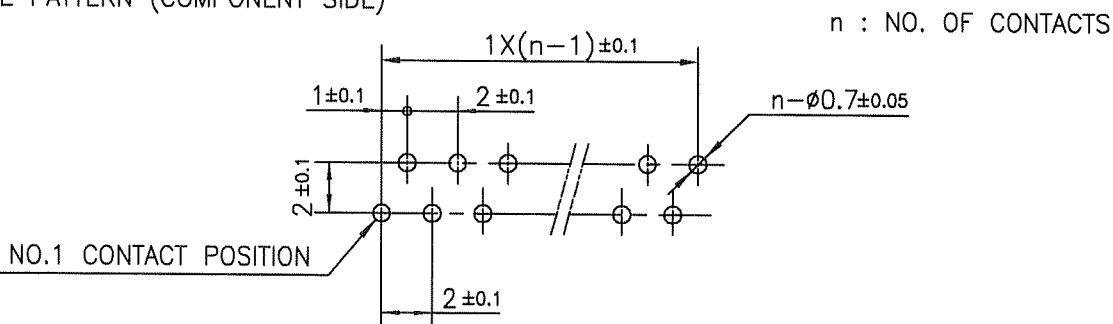 PATTERN (COMPONENT SIDE)
n : NO. OF CONTACTS
1X(n-1)±0.1
1±0.1
2±0.1
n-ø0.7±0.05
2±0.1
NO.1 CONTACT POSITION
2±0.1